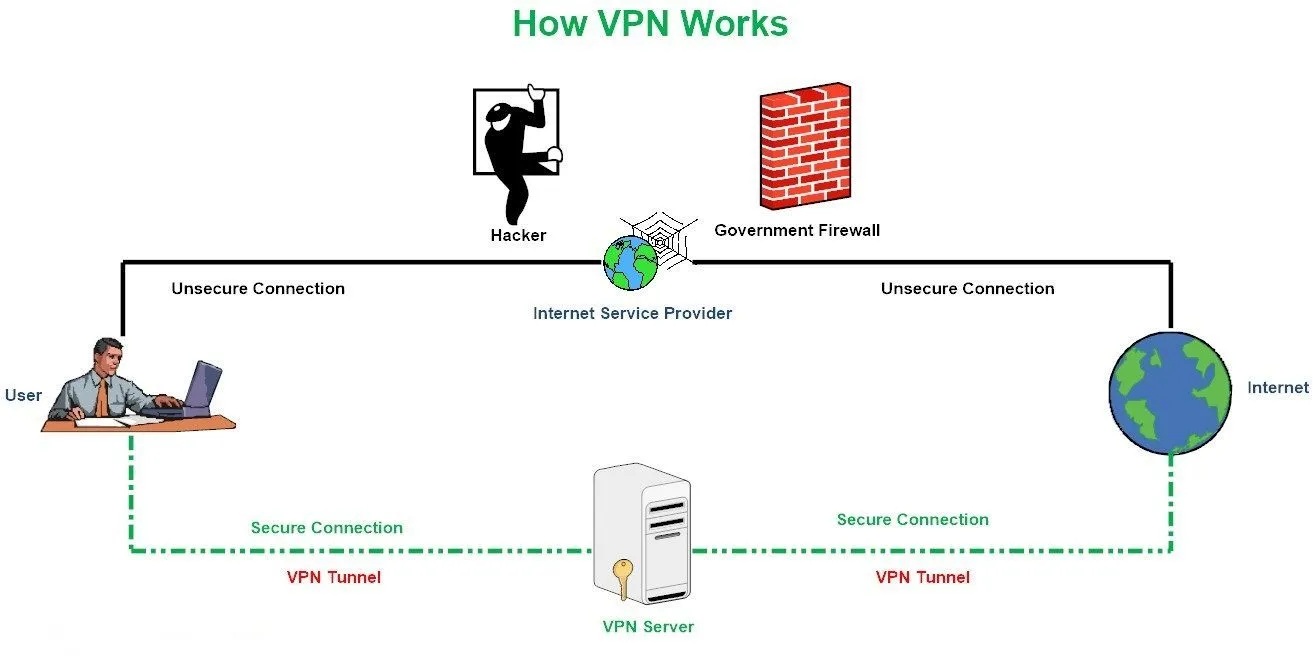 How VPN Works
Hacker
Government Firewall
Unsecure Connection
Unsecure Connection
Internet Service Provider
User
Internet
Secure Connection
Secure Connection
VPN Tunnel
VPN Tunnel
VPN Server